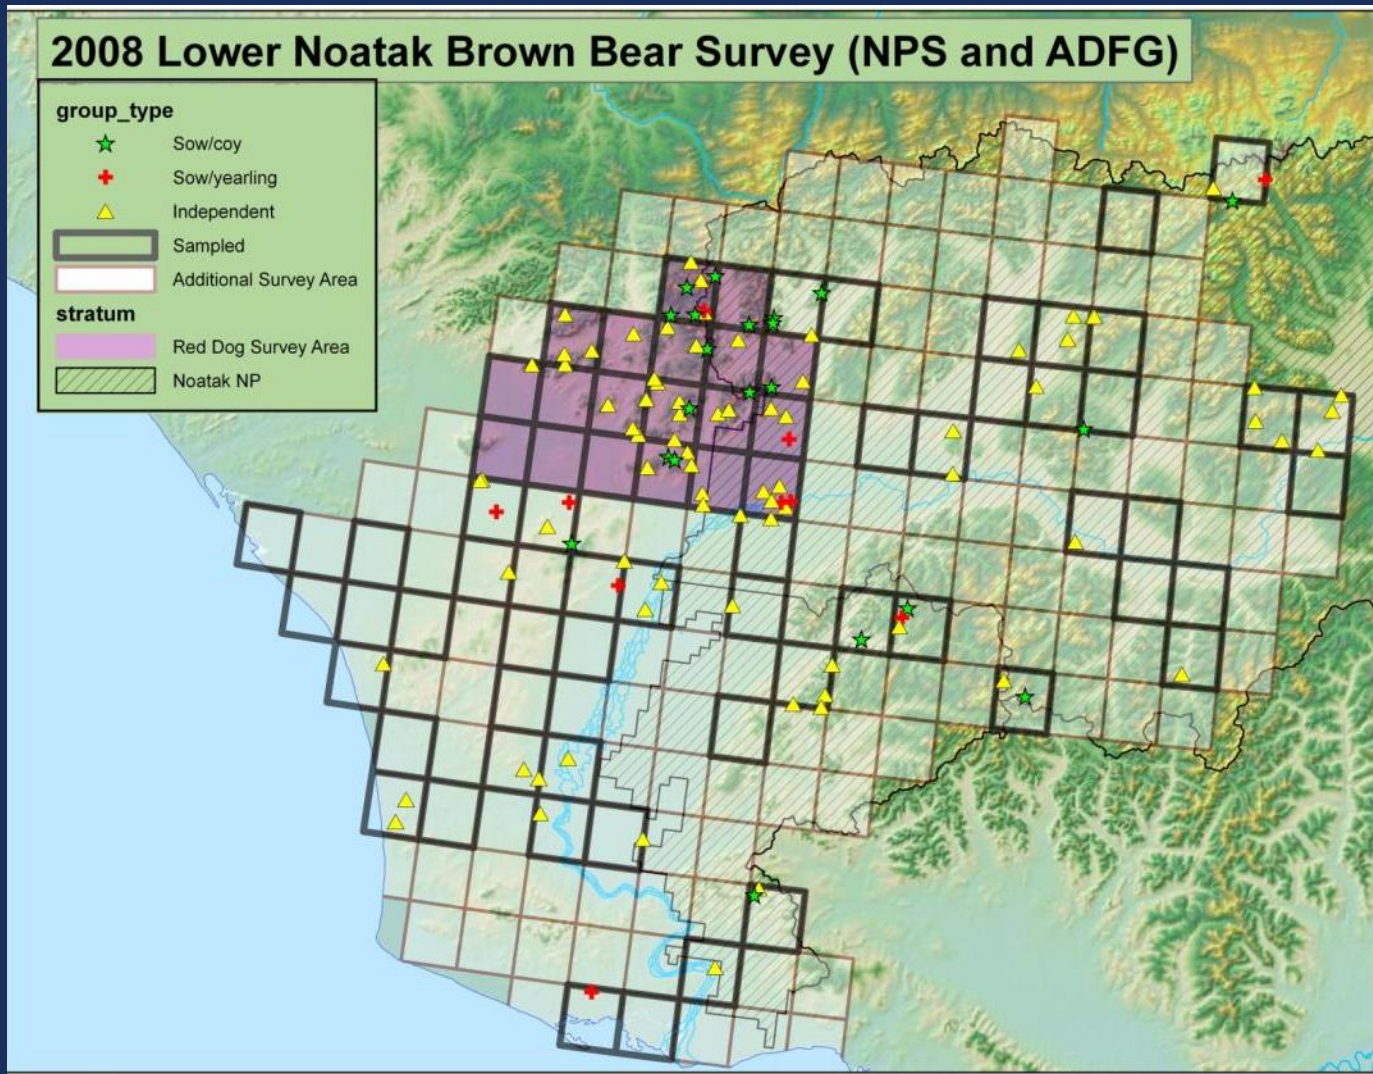 2008 Lower Noatak Brown Bear Survey (NPS and ADFG)
group_type
Sow/coy
Sow/yearling
Independent
Sampled
Additional Survey Area
stratum
Red Dog Survey Area
Noatak NP